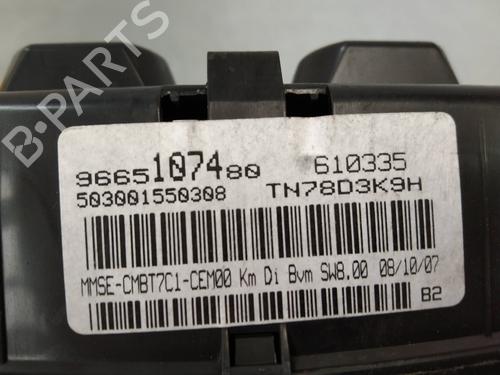 9665107480 610335
503001550308 TN78D3K9H
MMSE-CMBT7C1-CEM00 Km Di Bvm SW8.00 08/10/07
B2
B-PARTS